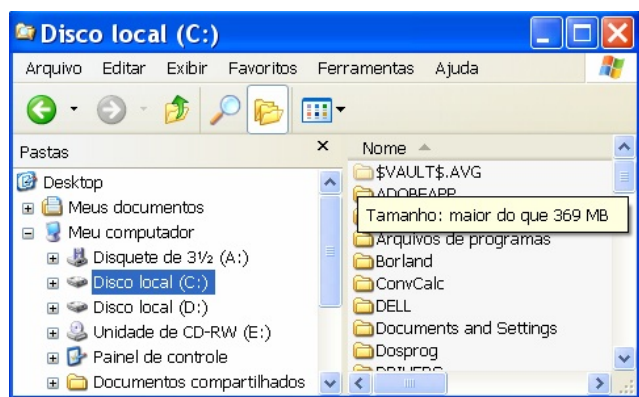 Disco local (C:)
Arquivo Editar Exibir Favoritos Ferramentas Ajuda
Pastas
Desktop
Meus documentos
Meu computador
Disquete de 3½ (A:)
Disco local (C:)
Disco local (D:)
Unidade de CD-RW (E:)
Painel de controle
Documentos compartilhados
Nome
$VAULT$.AVG
ADOBEAPP
Tamanho: maior do que 369 MB
Arquivos de programas
Borland
ConvCalc
DELL
Documents and Settings
Dosprog
DRIVERS